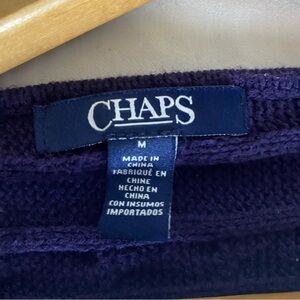 CHAPS
M
MADE IN
CHINA
FABRIQUÉ EN
CHINE
HECHO EN
CHINA
CON INSUMOS
IMPORTADOS